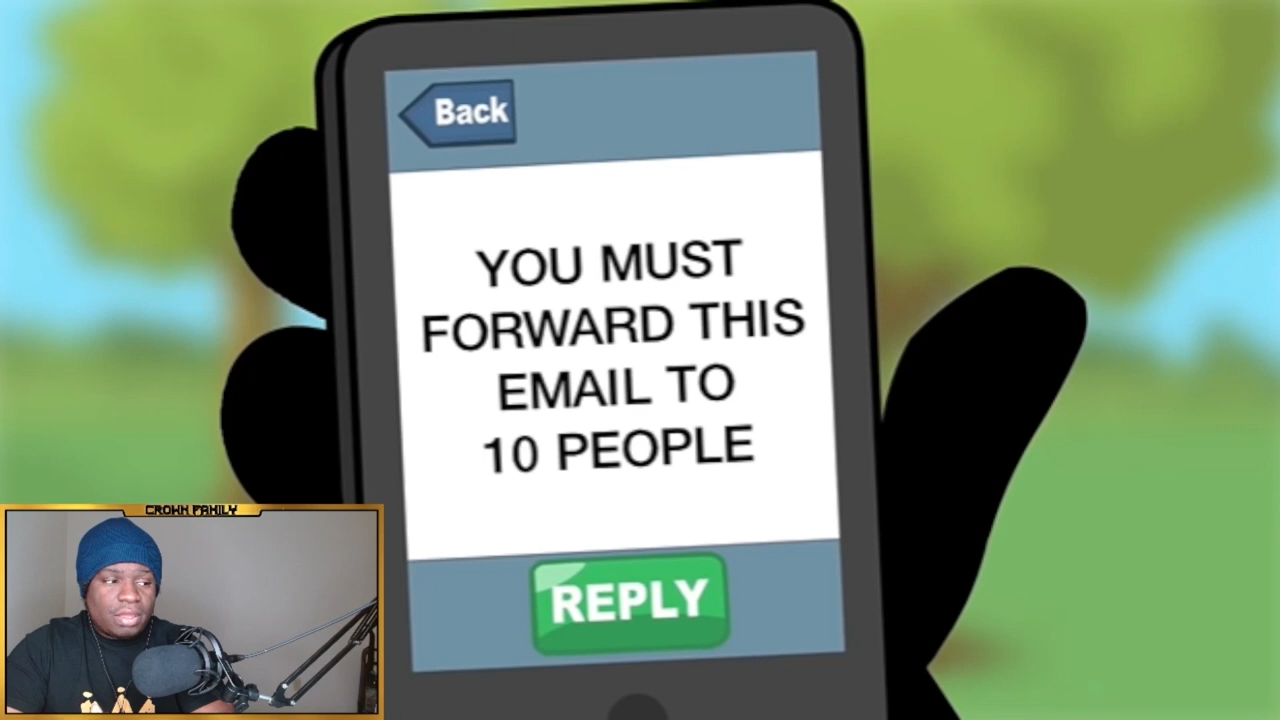 Back
YOU MUST
FORWARD THIS
EMAIL TO
10 PEOPLE
REPLY
CROWN FAMILY